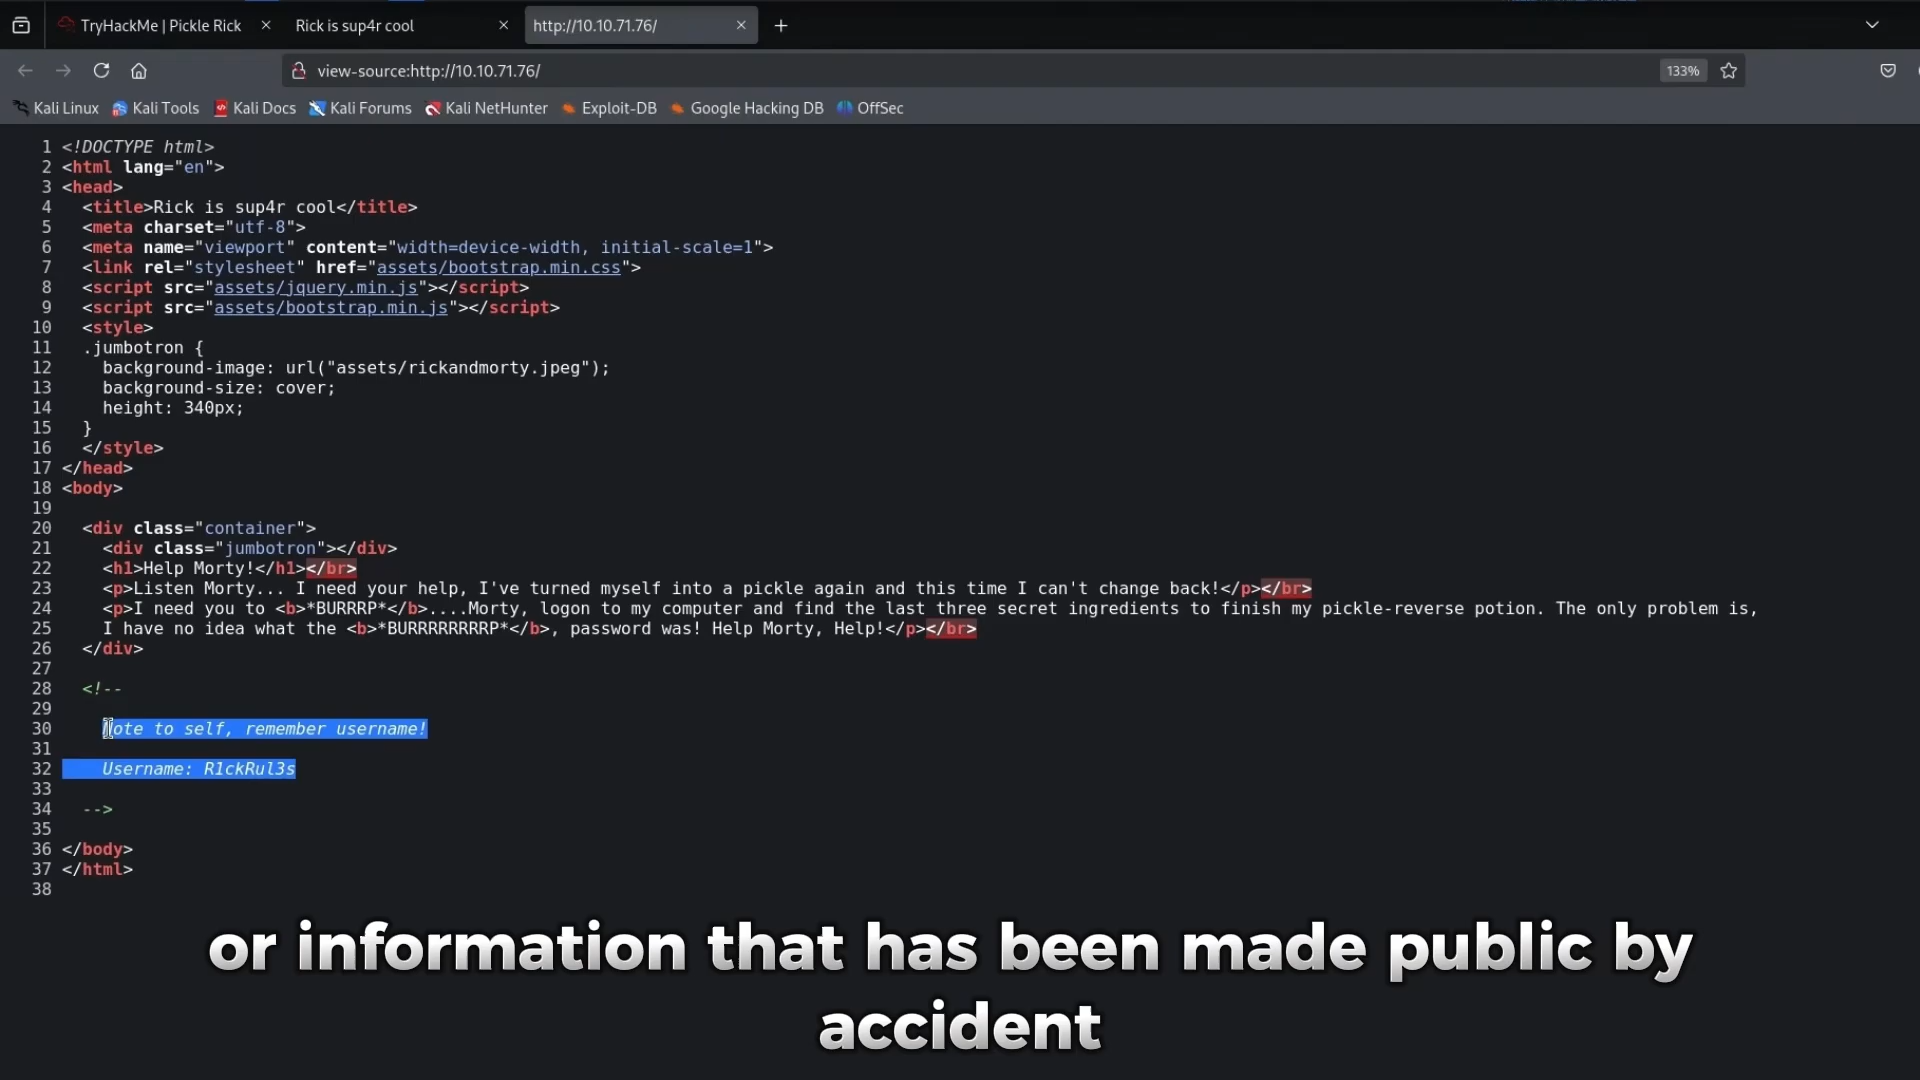 TryHackMe | Pickle Rick
Rick is sup4r cool
http://10.10.71.76/
view-source:http://10.10.71.76/
133%
Kali Linux
Kali Tools
Kali Docs
Kali Forums
Kali NetHunter
Exploit-DB
Google Hacking DB
OffSec
1 <!DOCTYPE html>
2 <html lang="en">
3 <head>
4   <title>Rick is sup4r cool</title>
5   <meta charset="utf-8">
6   <meta name="viewport" content="width=device-width, initial-scale=1">
7   <link rel="stylesheet" href="assets/bootstrap.min.css">
8   <script src="assets/jquery.min.js"></script>
9   <script src="assets/bootstrap.min.js"></script>
10   <style>
11   .jumbotron {
12     background-image: url("assets/rickandmorty.jpeg");
13     background-size: cover;
14     height: 340px;
15   }
16   </style>
17 </head>
18 <body>
19
20   <div class="container">
21     <div class="jumbotron"></div>
22     <h1>Help Morty!</h1></br>
23     <p>Listen Morty... I need your help, I've turned myself into a pickle again and this time I can't change back!</p></br>
24     <p>I need you to <b>*BURRRP*</b>....Morty, logon to my computer and find the last three secret ingredients to finish my pickle-reverse potion. The only problem is,
25     I have no idea what the <b>*BURRRRRRRRP*</b>, password was! Help Morty, Help!</p></br>
26   </div>
27
28   <!--
29
30     Note to self, remember username!
31
32     Username: R1ckRul3s
33
34   -->
35
36 </body>
37 </html>
38
or information that has been made public by
accident